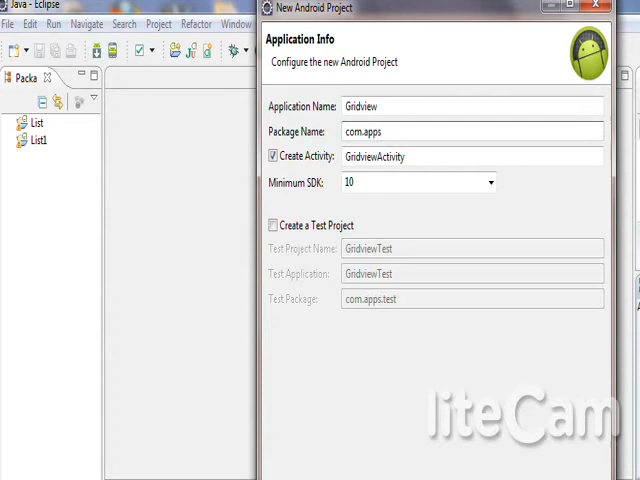 Java - Eclipse
File Edit Run Navigate Search Project Refactor Window
Packa
List
List1
New Android Project
Application Info
Configure the new Android Project
Application Name: Gridview
Package Name: com.apps
Create Activity: GridviewActivity
Minimum SDK: 10
Create a Test Project
Test Project Name: GridviewTest
Test Application: GridviewTest
Test Package: com.apps.test
liteCam